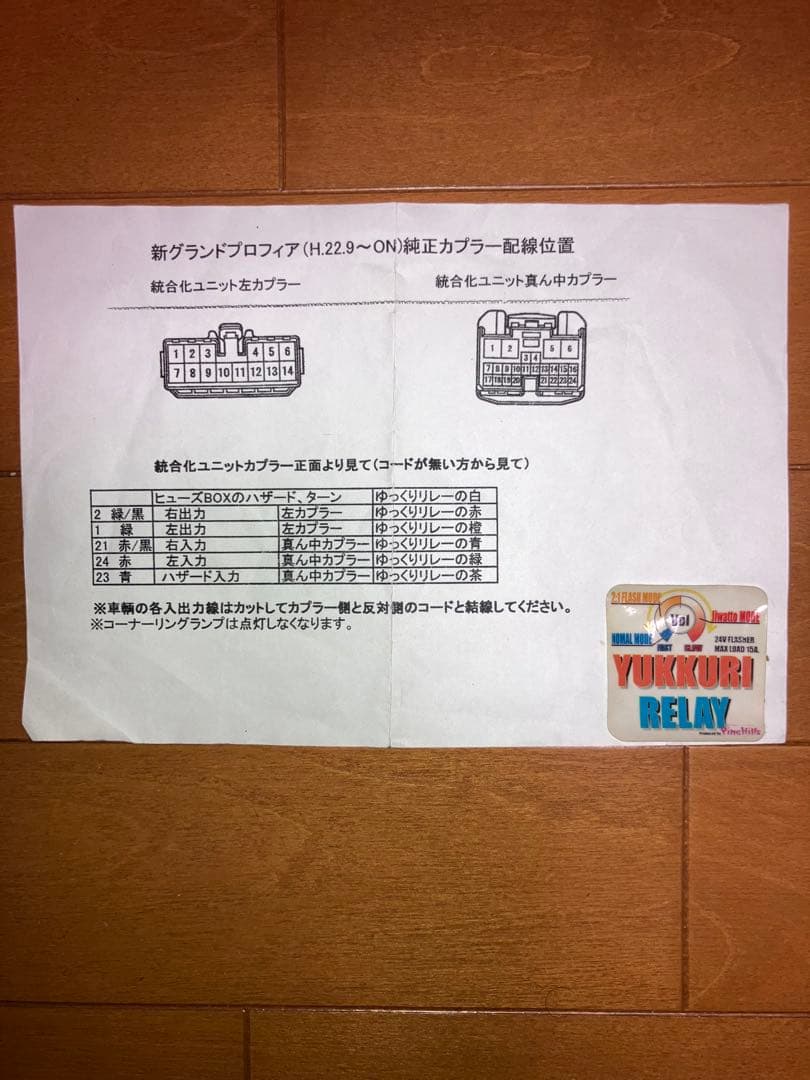 新グランドプロフィア(H.22.9～ON)純正カプラー配線位置
統合化ユニット左カプラー
統合化ユニット真ん中カプラー
1 2 3 4 5 6
7 8 9 10 11 12 13 14
1 2 5 6
3 4
7 8 9 10 11 12 13 14 15 16
17 18 19 20 21 22 23 24
統合化ユニットカプラー正面より見て(コードが無い方から見て)
ヒューズBOXのハザード、ターン ゆっくりリレーの白
2 緑/黒 右出力 左カプラー ゆっくりリレーの赤
1 緑 左出力 左カプラー ゆっくりリレーの橙
21 赤/黒 右入力 真ん中カプラー ゆっくりリレーの青
24 赤 左入力 真ん中カプラー ゆっくりリレーの緑
23 青 ハザード入力 真ん中カプラー ゆっくりリレーの茶
※車輌の各入出力線はカットしてカプラー側と反対側のコードと結線してください。
※コーナーリングランプは点灯しなくなります。
2:1 FLASH MODE
Uwatto MODE
Vol
NOMAL MODE
FAST SLOW
24V FLASHER
MAX LOAD 15A.
YUKKURI
RELAY
Produced by PineHills